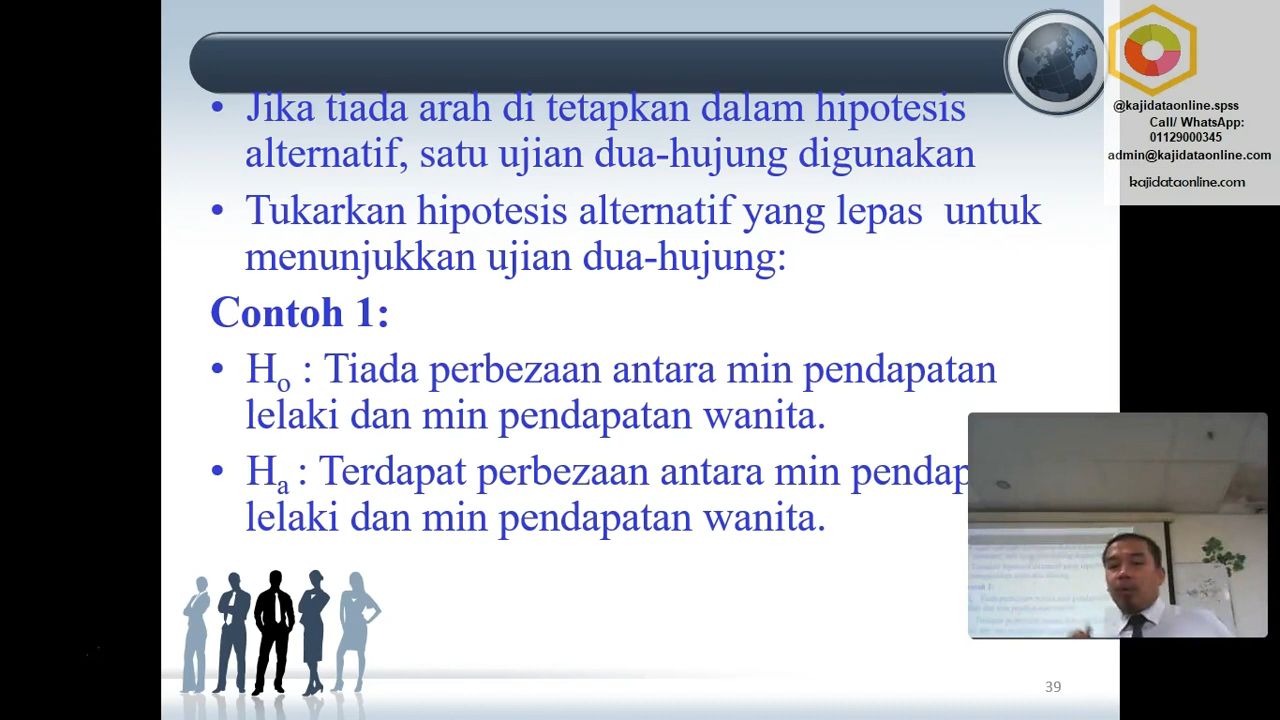 Jika tiada arah di tetapkan dalam hipotesis
alternatif, satu ujian dua-hujung digunakan
Tukarkan hipotesis alternatif yang lepas untuk
menunjukkan ujian dua-hujung:
Contoh 1:
Ho : Tiada perbezaan antara min pendapatan
lelaki dan min pendapatan wanita.
Ha : Terdapat perbezaan antara min pendap
lelaki dan min pendapatan wanita.
39
@kajidataonline.spss
Call/ WhatsApp:
01129000345
admin@kajidataonline.com
kajidataonline.com